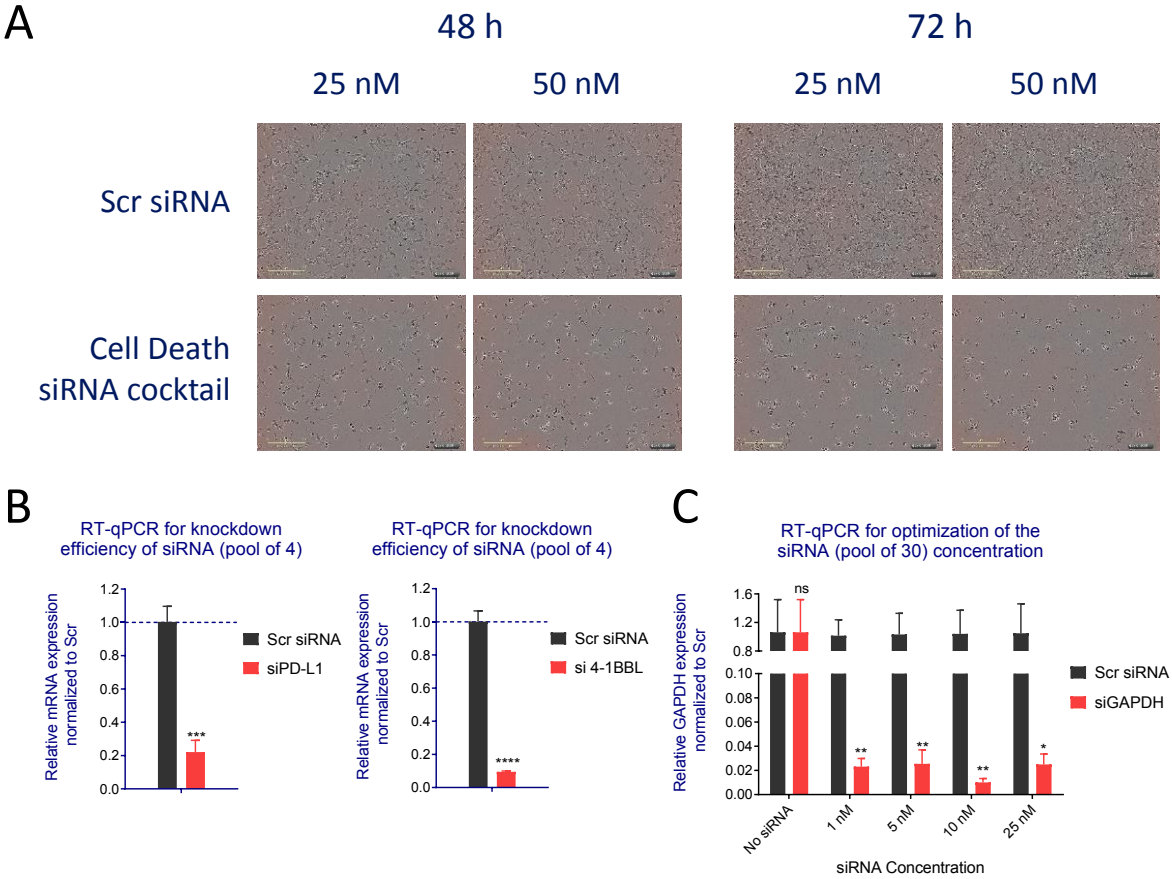 A
48 h
72 h
25 nM
50 nM
25 nM
50 nM
Scr siRNA
Cell Death
siRNA cocktail
B
RT-qPCR for knockdown
efficiency of siRNA (pool of 4)
Relative mRNA expression
normalized to Scr
1.2
1.0
0.8
0.6
0.4
0.2
0.0
***
Scr siRNA
siPD-L1
RT-qPCR for knockdown
efficiency of siRNA (pool of 4)
Relative mRNA expression
normalized to Scr
1.2
1.0
0.8
0.6
0.4
0.2
0.0
****
Scr siRNA
si 4-1BBL
C
RT-qPCR for optimization of the
siRNA (pool of 30) concentration
Relative GAPDH expression
normalized to Scr
1.6
1.2
0.8
0.10
0.08
0.06
0.04
0.02
0.00
ns
**
**
**
*
Scr siRNA
siGAPDH
No siRNA
1 nM
5 nM
10 nM
25 nM
siRNA Concentration